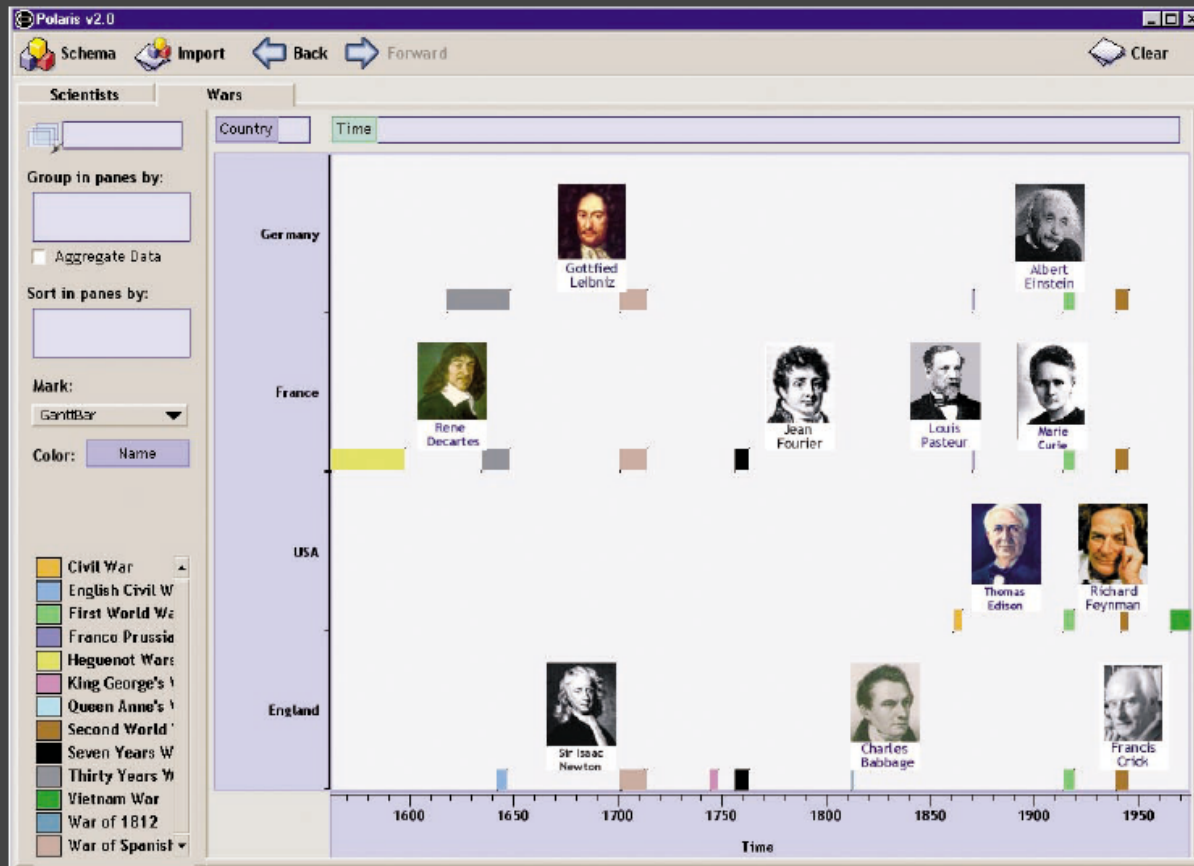 Polaris v2.0
Schema Import Back Forward Clear
Scientists Wars
Country Time
Group in panes by:
Aggregate Data
Sort in panes by:
Mark:
GanttBar
Color: Name
Civil War
English Civil W
First World Wa
Franco Prussia
Heguenot Wars
King George's W
Queen Anne's W
Second World
Seven Years W
Thirty Years W
Vietnam War
War of 1812
War of Spanish
Germany
Gottfied
Leibniz
Albert
Einstein
France
Rene
Decartes
Jean
Fourier
Louis
Pasteur
Marie
Curie
USA
Thomas
Edison
Richard
Feynman
England
Sir Isaac
Newton
Charles
Babbage
Francis
Crick
1600 1650 1700 1750 1800 1850 1900 1950
Time